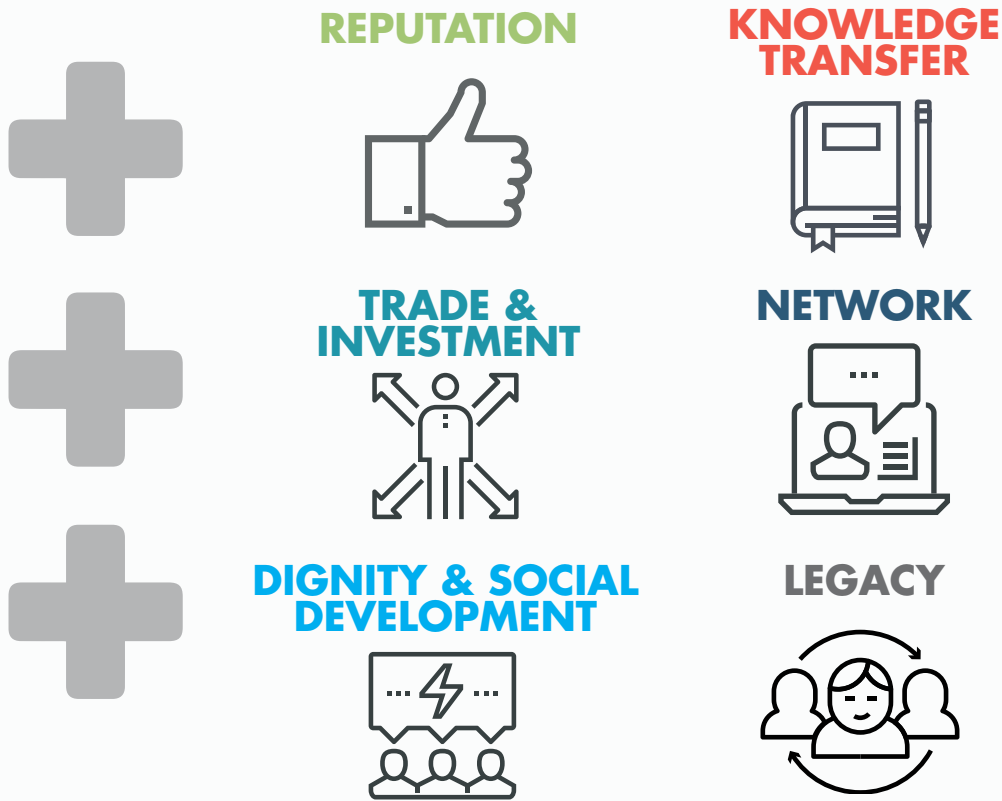 REPUTATION
KNOWLEDGE
TRANSFER
TRADE &
INVESTMENT
NETWORK
DIGNITY & SOCIAL
DEVELOPMENT
LEGACY